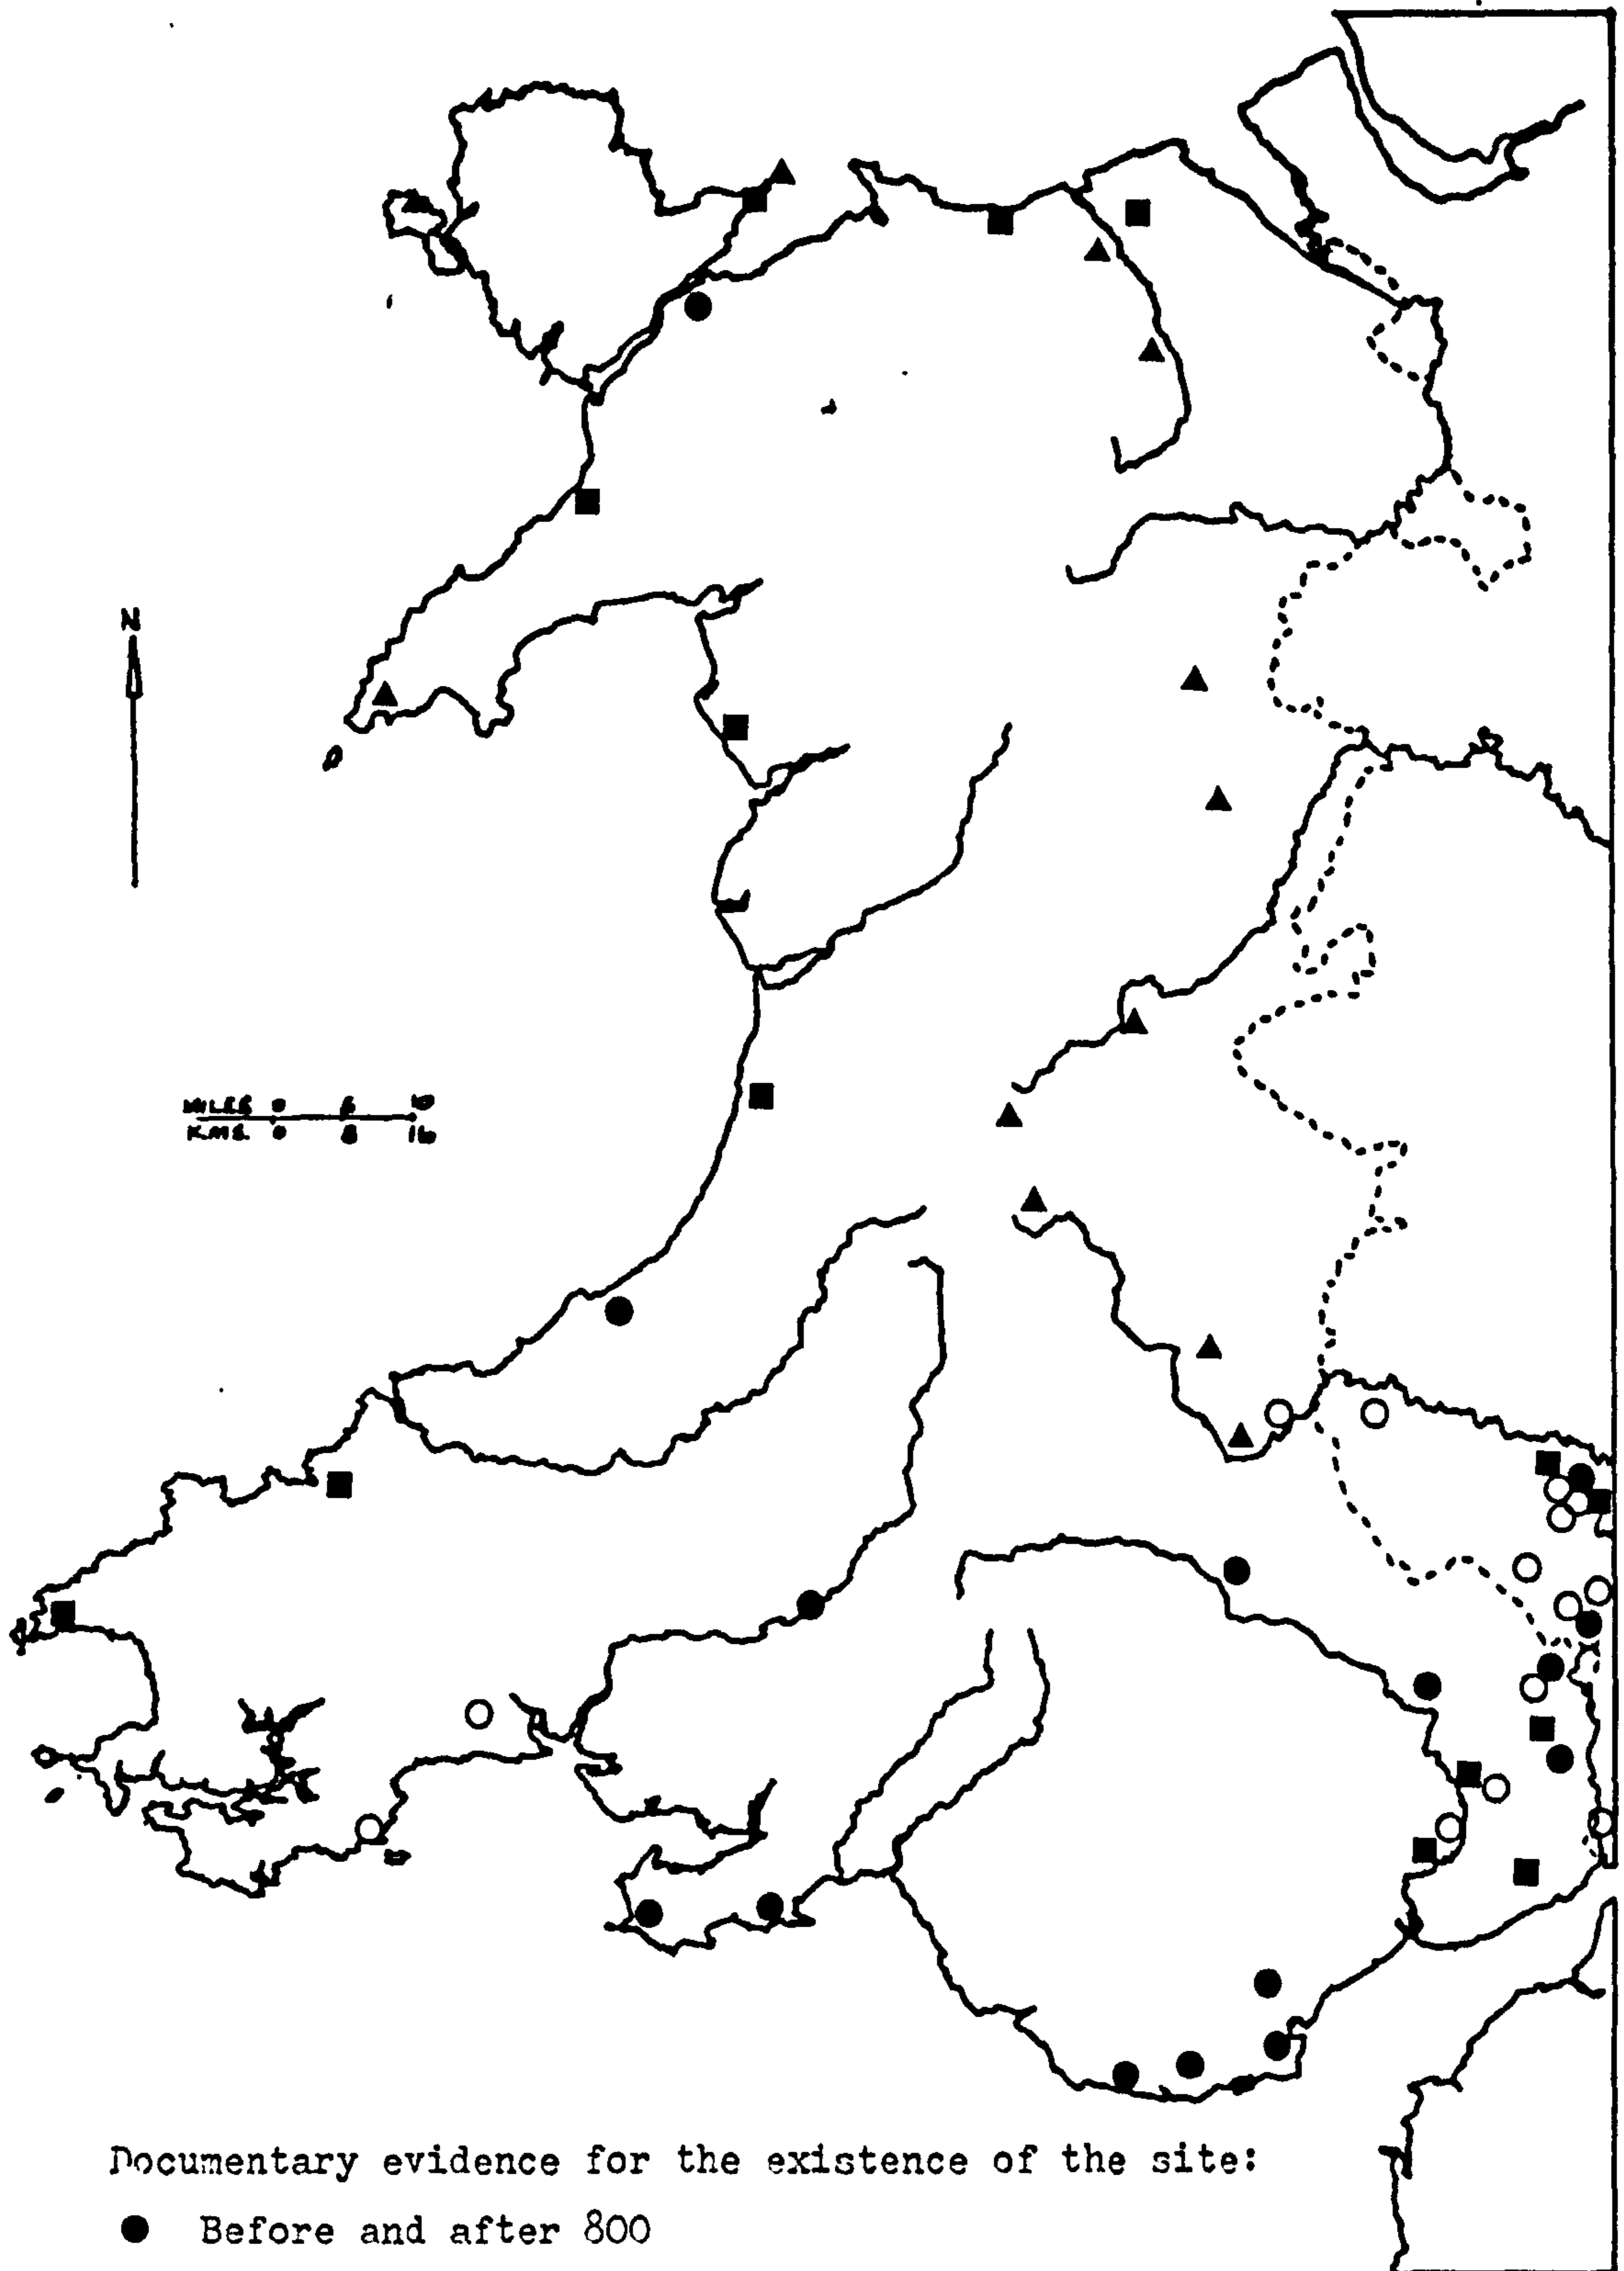 N
MILES 0 5 10
K.MS. 0 8 16
Documentary evidence for the existence of the site:
● Before and after 800